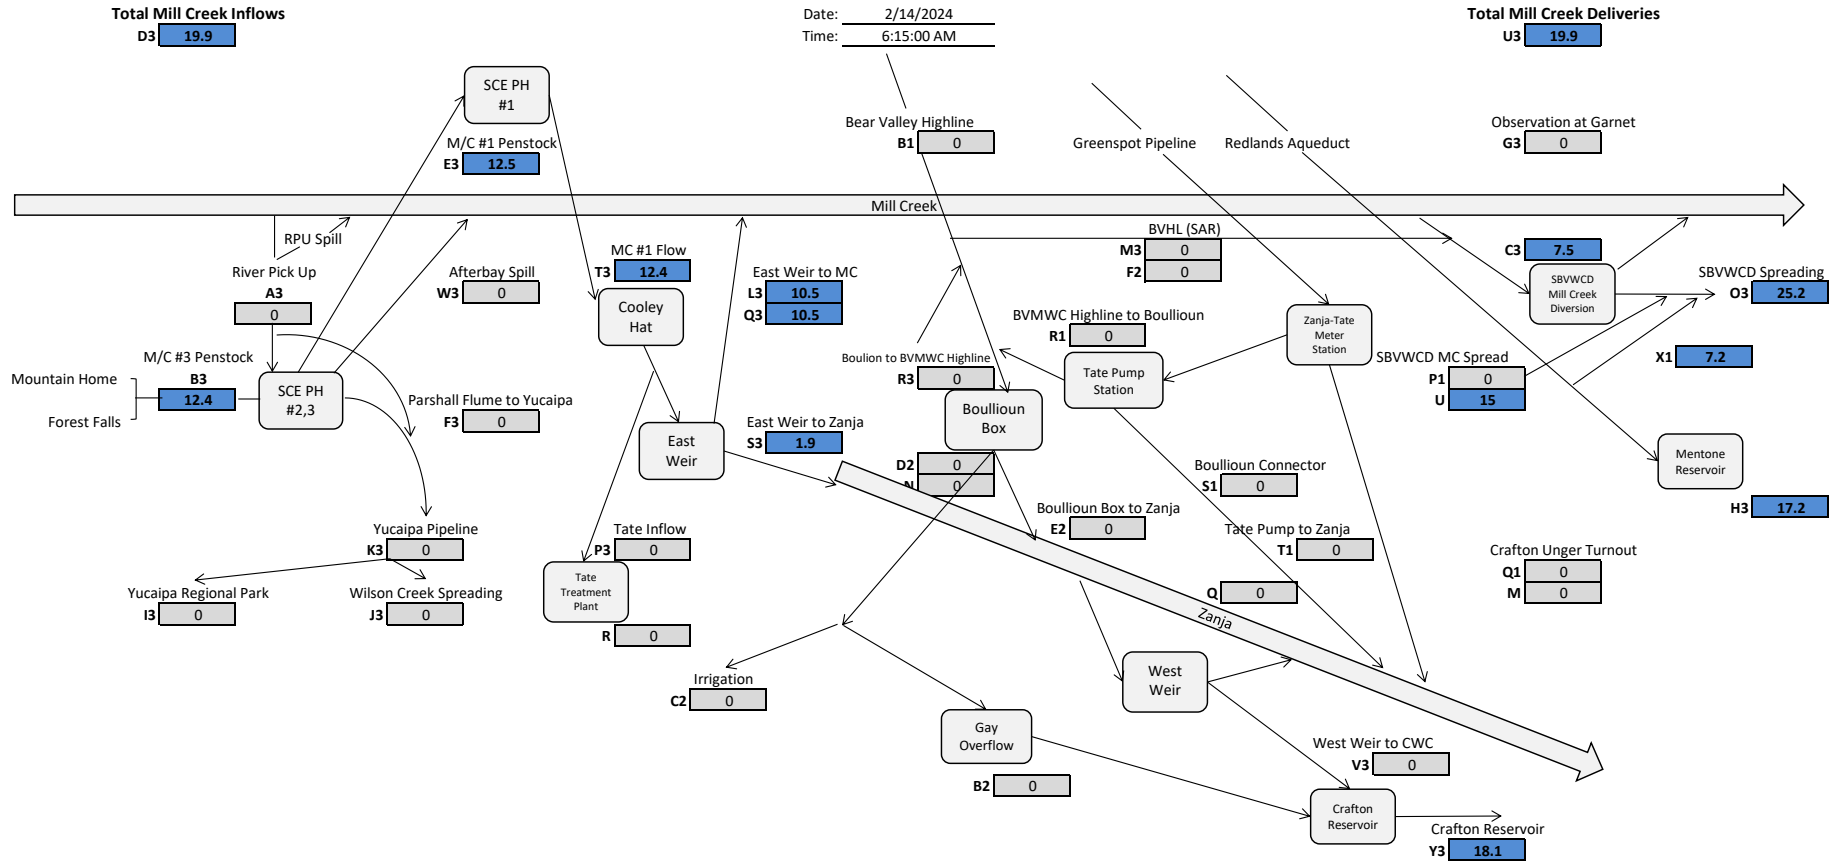 Total Mill Creek Inflows
D3 19.9
Date: 2/14/2024
Time: 6:15:00 AM
Total Mill Creek Deliveries
U3 19.9
SCE PH
#1
M/C #1 Penstock
E3 12.5
Bear Valley Highline
B1 0
Greenspot Pipeline
Redlands Aqueduct
Observation at Garnet
G3 0
Mill Creek
RPU Spill
River Pick Up
A3
0
Afterbay Spill
W3 0
MC #1 Flow
T3 12.4
Cooley
Hat
East Weir to MC
L3 10.5
Q3 10.5
BVHL (SAR)
M3 0
F2 0
C3 7.5
SBVWCD
Mill Creek
Diversion
SBVWCD Spreading
O3 25.2
BVMWC Highline to Boullioun
R1 0
Zanja-Tate
Meter
Station
Boulion to BVMWC Highline
R3 0
Tate Pump
Station
SBVWCD MC Spread
P1 0
U 15
X1 7.2
M/C #3 Penstock
B3
12.4
Mountain Home
Forest Falls
SCE PH
#2,3
Parshall Flume to Yucaipa
F3 0
East
Weir
East Weir to Zanja
S3 1.9
Boullioun
Box
D2 0
N 0
Mentone
Reservoir
H3 17.2
Boullioun Connector
S1 0
Boullioun Box to Zanja
E2 0
Tate Pump to Zanja
T1 0
Yucaipa Pipeline
K3 0
Tate Inflow
P3 0
Tate
Treatment
Plant
R 0
Yucaipa Regional Park
I3 0
Wilson Creek Spreading
J3 0
Q 0
Zanja
Crafton Unger Turnout
Q1 0
M 0
Irrigation
C2 0
West
Weir
Gay
Overflow
B2 0
West Weir to CWC
V3 0
Crafton
Reservoir
Crafton Reservoir
Y3 18.1